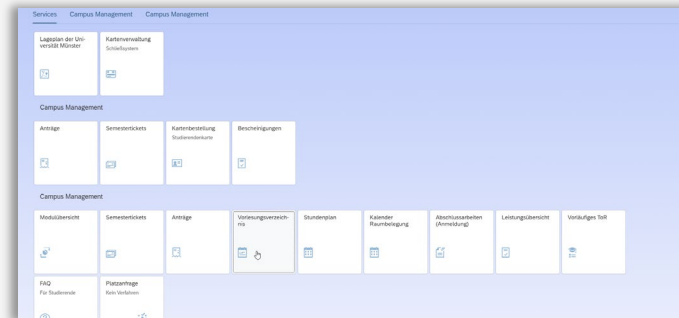 Services Campus Management Campus Management
Lageplan der Uni-
versität Münster
Kartenverwaltung
Schließsystem
Campus Management
Anträge
Semestertickets
Kartenbestellung
Studierendenkarte
Bescheinigungen
Campus Management
Modulübersicht
Semestertickets
Anträge
Vorlesungsverzeich-
nis
Stundenplan
Kalender
Raumbelegung
Abschlussarbeiten
(Anmeldung)
Leistungsübersicht
Vorläufiges ToR
FAQ
Für Studierende
Platzanfrage
Kein Verfahren